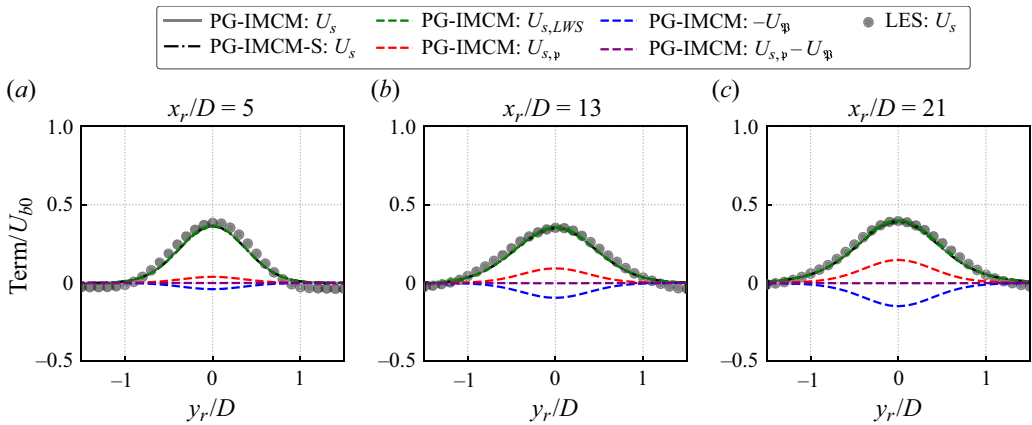 PG-IMCM: U_s PG-IMCM: U_{s,LWS} PG-IMCM: −U_𝔓 LES: U_s
PG-IMCM-S: U_s PG-IMCM: U_{s,𝔭} PG-IMCM: U_{s,𝔭}−U_𝔓
(a) (b) (c)
x_r/D = 5 x_r/D = 13 x_r/D = 21
1.0 1.0 1.0
0.5 0.5 0.5
Term/U_{b0}
0 0 0
−0.5 −0.5 −0.5
−1 0 1 −1 0 1 −1 0 1
y_r/D y_r/D y_r/D